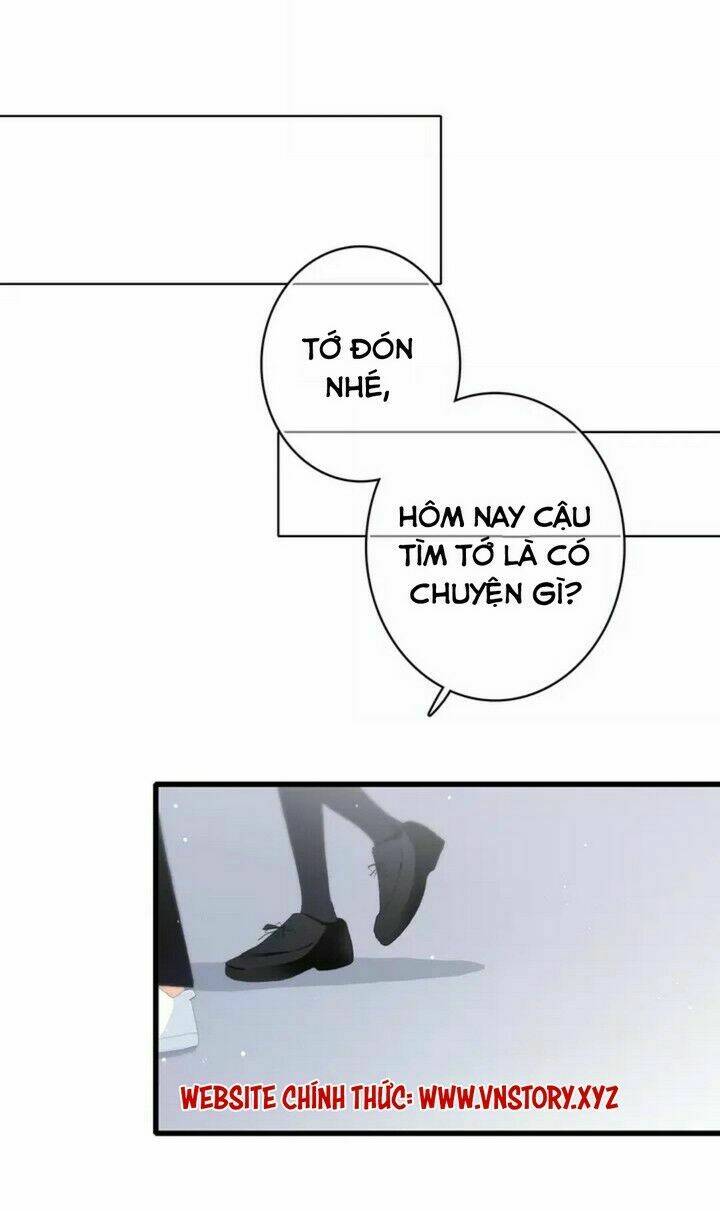 TỚ ĐÓN
NHÉ,
HÔM NAY CẬU
TÌM TỚ LÀ CÓ
CHUYỆN GÌ?
WEBSITE CHÍNH THỨC: WWW.VNSTORY.XYZ